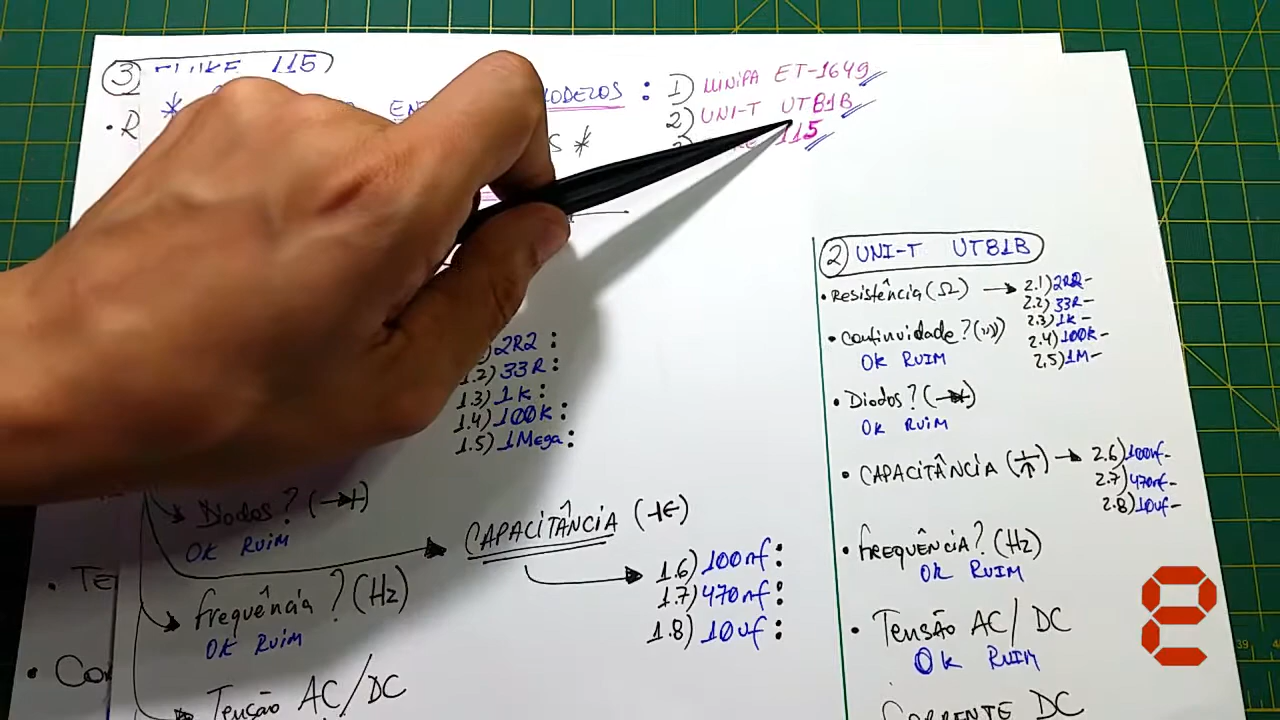 3 FLUKE 115
MODELOS : 1) MINIPA ET-1649
2) UNI-T UT81B
115
• R
*
S *
2R2 :
1.2) 33R :
1.3) 1K :
1.4) 100K :
1.5) 1Mega :
Diodos? (
OK RUIM
CAPACITÂNCIA (
1.6) 100nf :
1.7) 470nf :
1.8) 10uf :
frequência? (Hz)
OK RUIM
Tensão AC/DC
2 UNI-T UT81B
• Resistência (Ω) → 2.1) 2R2-
2.2) 33R-
2.3) 1K-
2.4) 100K-
2.5) 1M-
• Continuidade? (·)))
OK RUIM
• Diodos? (
OK RUIM
• CAPACITÂNCIA ( → 2.6) 100nf-
2.7) 470nf-
2.8) 10uf-
• FREQUÊNCIA? (Hz)
OK RUIM
• Tensão AC/DC
OK RUIM
CORRENTE DC